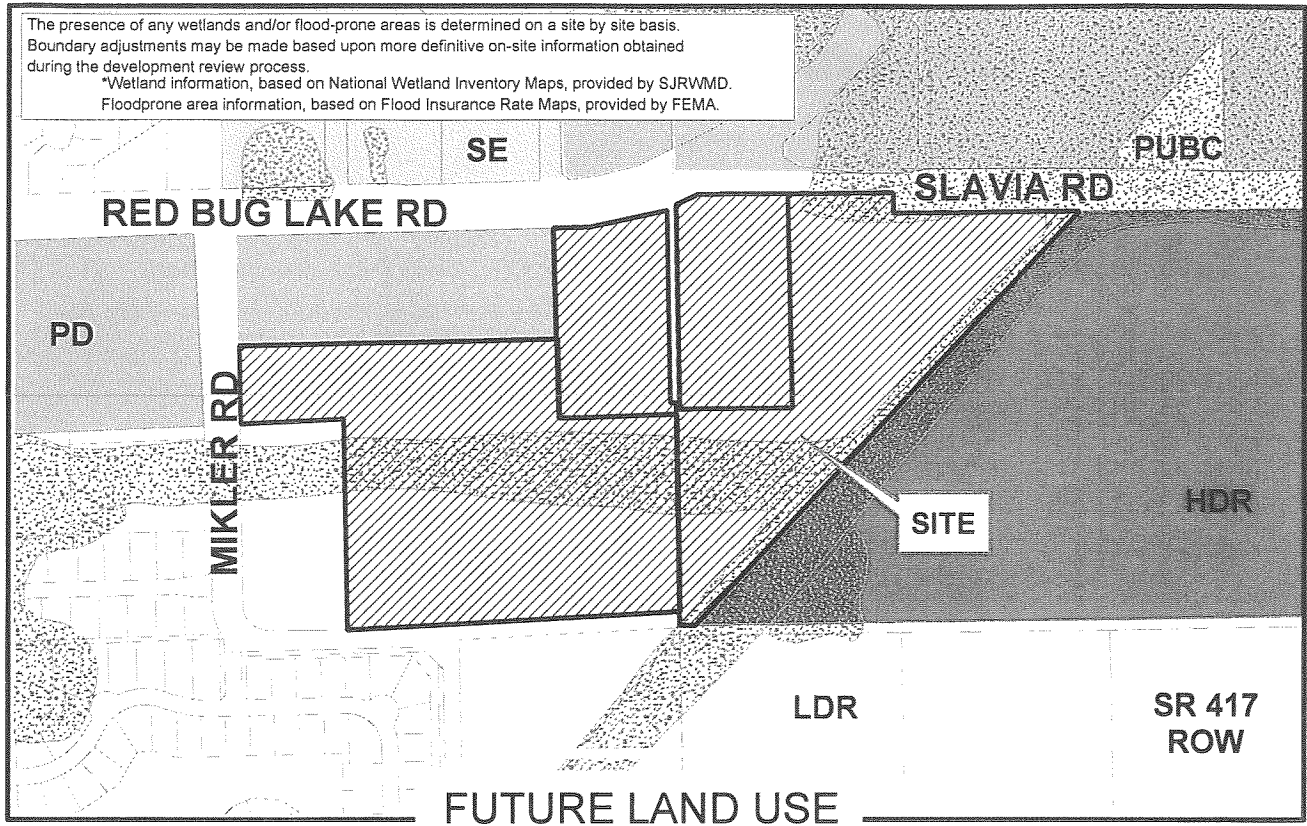 The presence of any wetlands and/or flood-prone areas is determined on a site by site basis.
Boundary adjustments may be made based upon more definitive on-site information obtained
during the development review process.
*Wetland information, based on National Wetland Inventory Maps, provided by SJRWMD.
Floodprone area information, based on Flood Insurance Rate Maps, provided by FEMA.
SE
PUBC
SLAVIA RD
RED BUG LAKE RD
PD
MIKLER RD
HDR
SITE
LDR
SR 417
ROW
FUTURE LAND USE